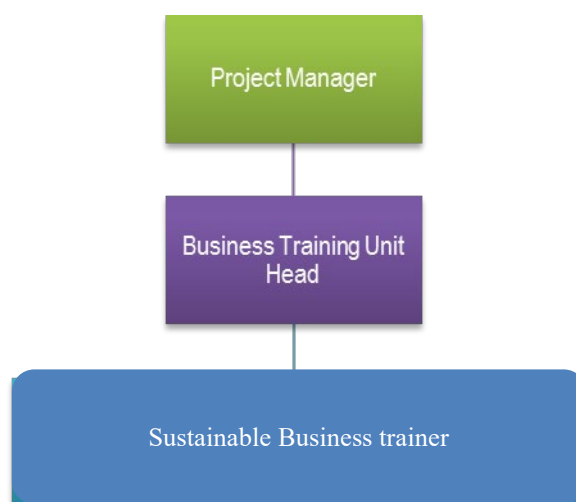 Project Manager
Business Training Unit
Head
Sustainable Business trainer